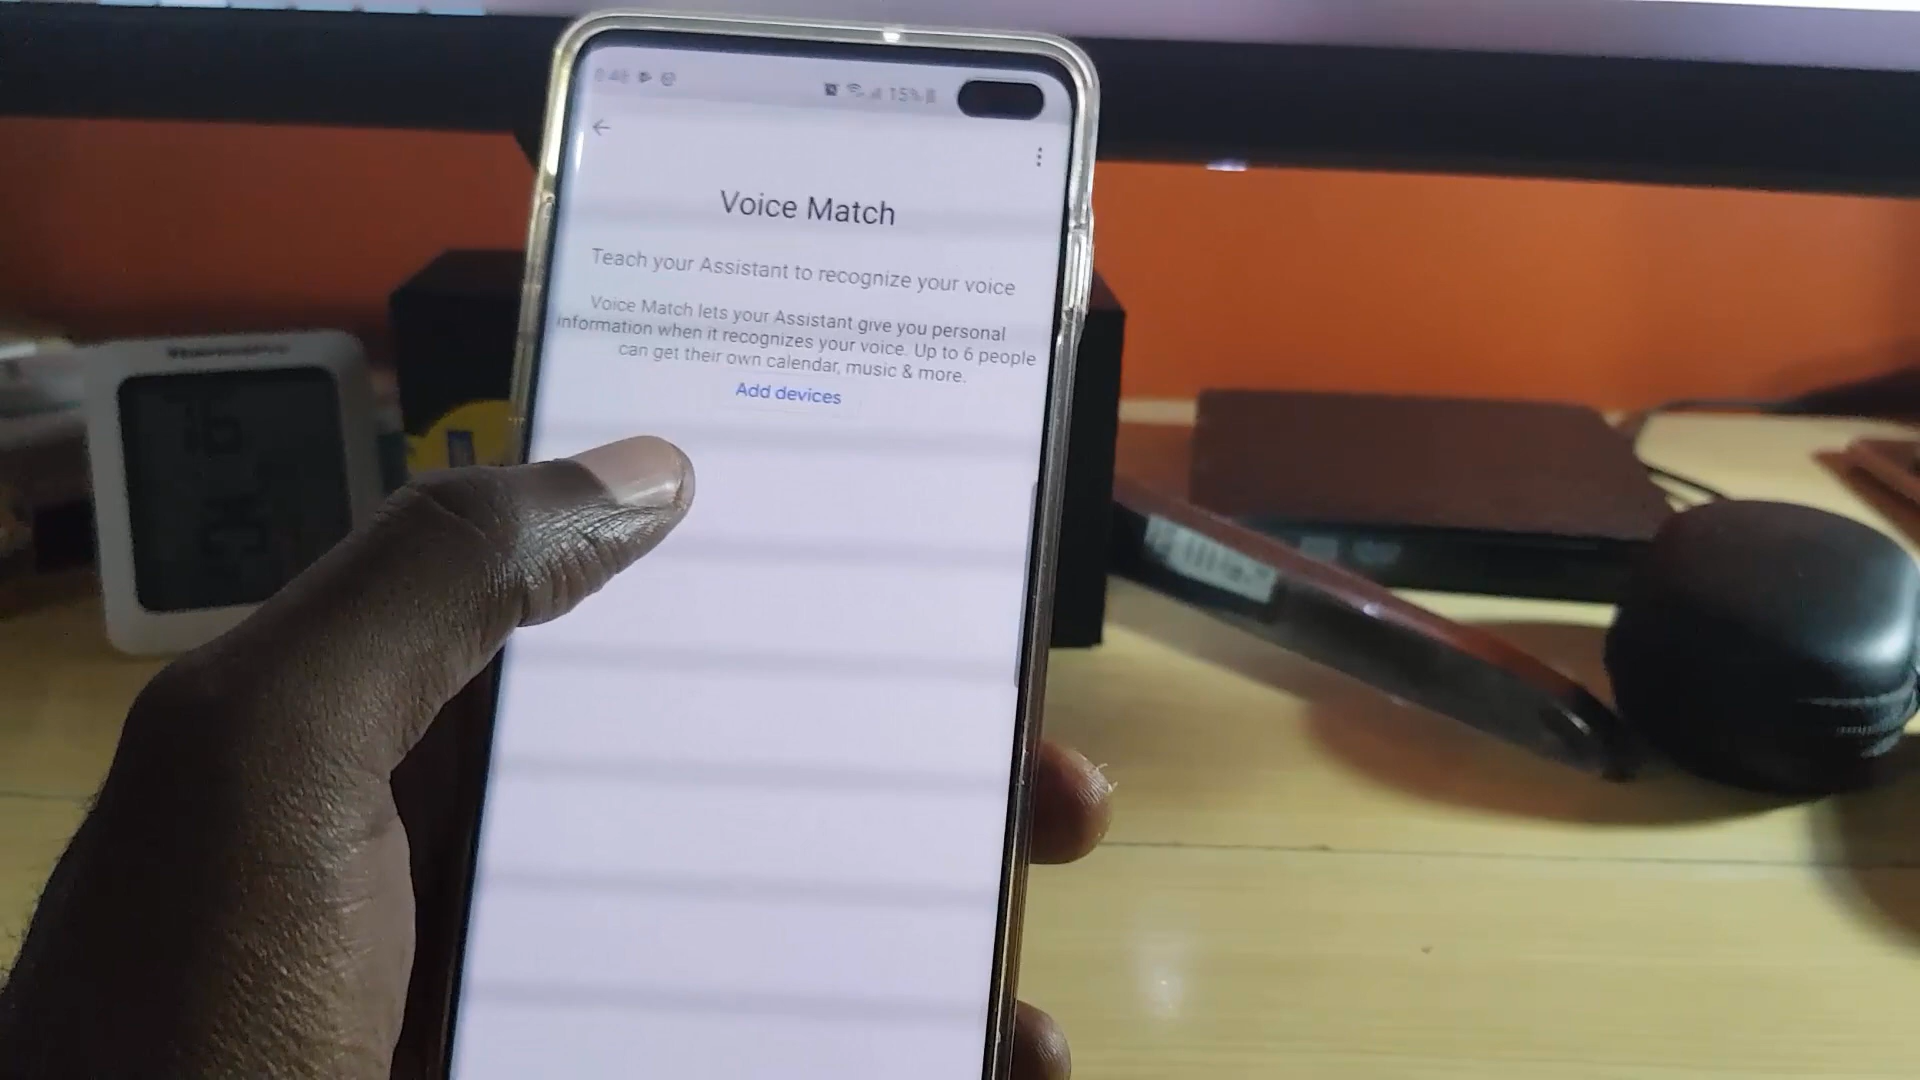 15%
Voice Match
Teach your Assistant to recognize your voice
Voice Match lets your Assistant give you personal
information when it recognizes your voice. Up to 6 people
can get their own calendar, music & more.
Add devices